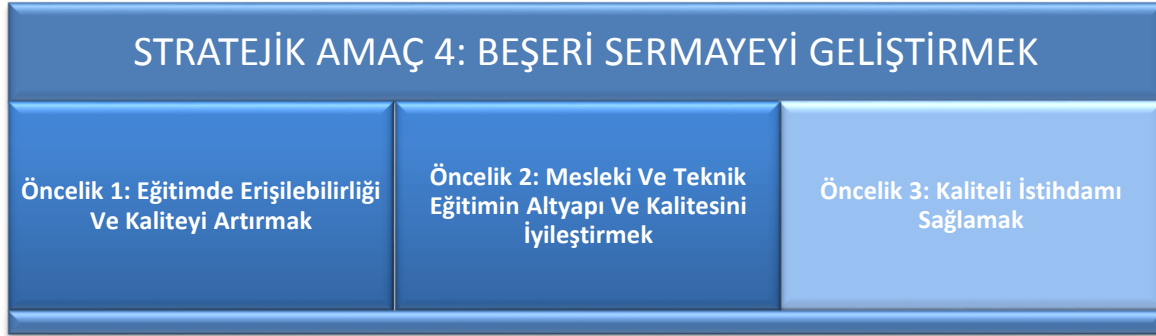 STRATEJİK AMAÇ 4: BEŞERİ SERMAYEYİ GELİŞTİRMEK
Öncelik 1: Eğitimde Erişilebilirliği
Ve Kaliteyi Artırmak
Öncelik 2: Mesleki Ve Teknik
Eğitimin Altyapı Ve Kalitesini
İyileştirmek
Öncelik 3: Kaliteli İstihdamı
Sağlamak